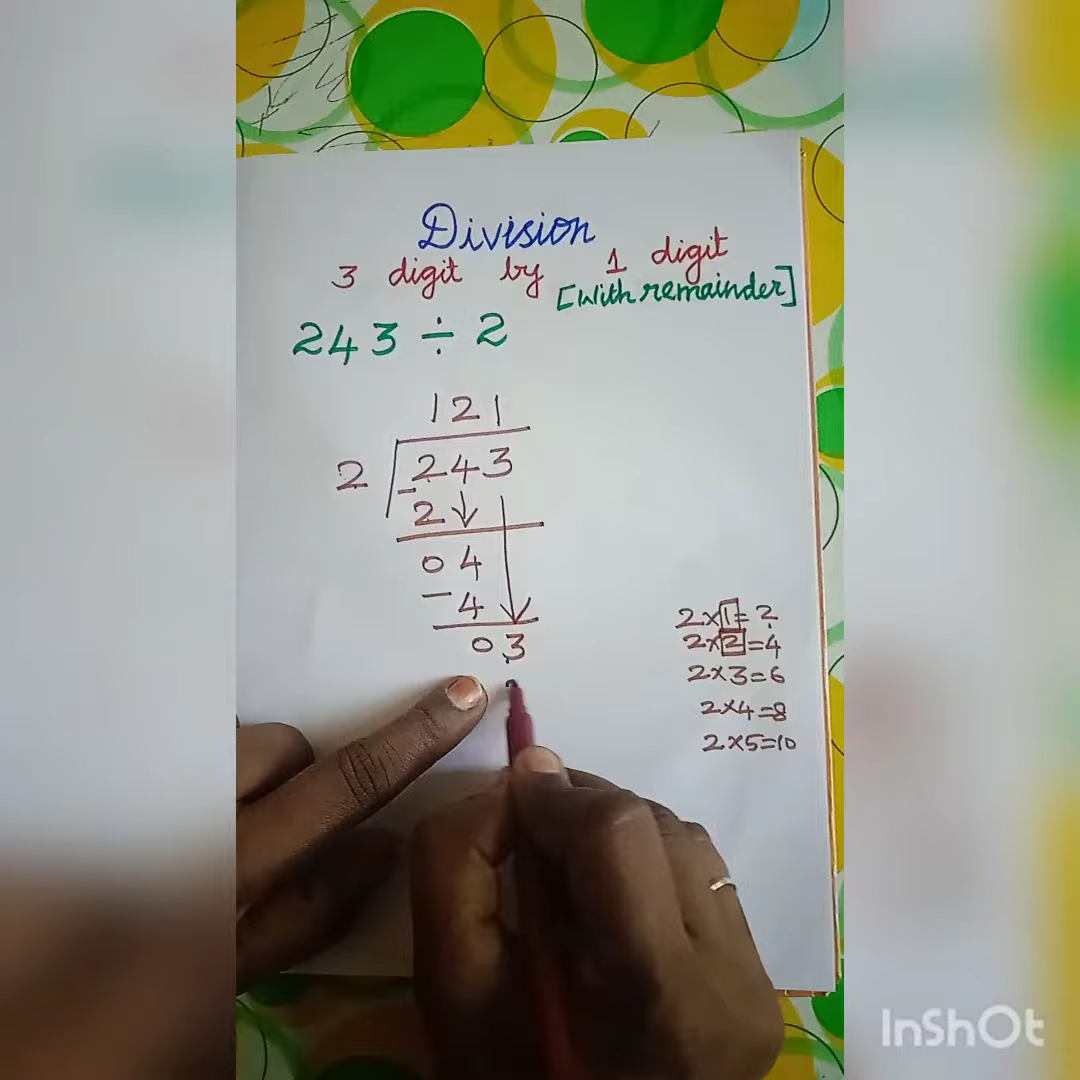 Division
3 digit by 1 digit
[With remainder]
243 ÷ 2
121
2 243
- 2
04
- 4
03
2×1=2
2×2=4
2×3=6
2×4=8
2×5=10
InShOt